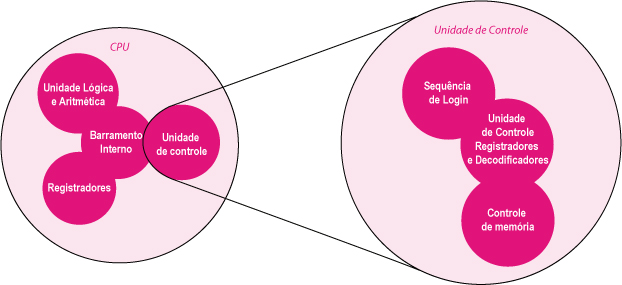 CPU
Unidade Lógica
e Aritmética
Barramento
Interno
Unidade
de controle
Registradores
Unidade de Controle
Sequência
de Login
Unidade
de Controle
Registradores
e Decodificadores
Controle
de memória